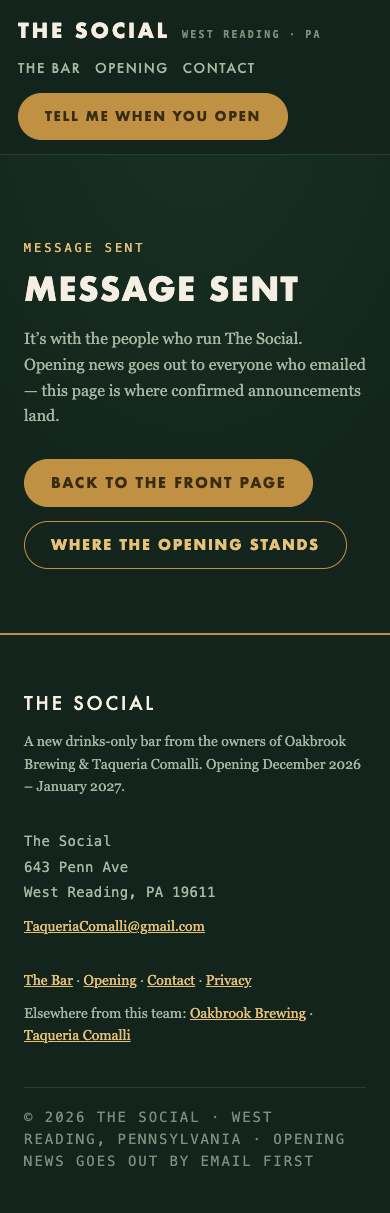 THE SOCIAL WEST READING · PA
THE BAR OPENING CONTACT
TELL ME WHEN YOU OPEN
MESSAGE SENT
MESSAGE SENT
It’s with the people who run The Social.
Opening news goes out to everyone who emailed
— this page is where confirmed announcements
land.
BACK TO THE FRONT PAGE
WHERE THE OPENING STANDS
THE SOCIAL
A new drinks-only bar from the owners of Oakbrook
Brewing & Taqueria Comalli. Opening December 2026
– January 2027.
The Social
643 Penn Ave
West Reading, PA 19611
TaqueriaComalli@gmail.com
The Bar · Opening · Contact · Privacy
Elsewhere from this team: Oakbrook Brewing ·
Taqueria Comalli
© 2026 THE SOCIAL · WEST
READING, PENNSYLVANIA · OPENING
NEWS GOES OUT BY EMAIL FIRST